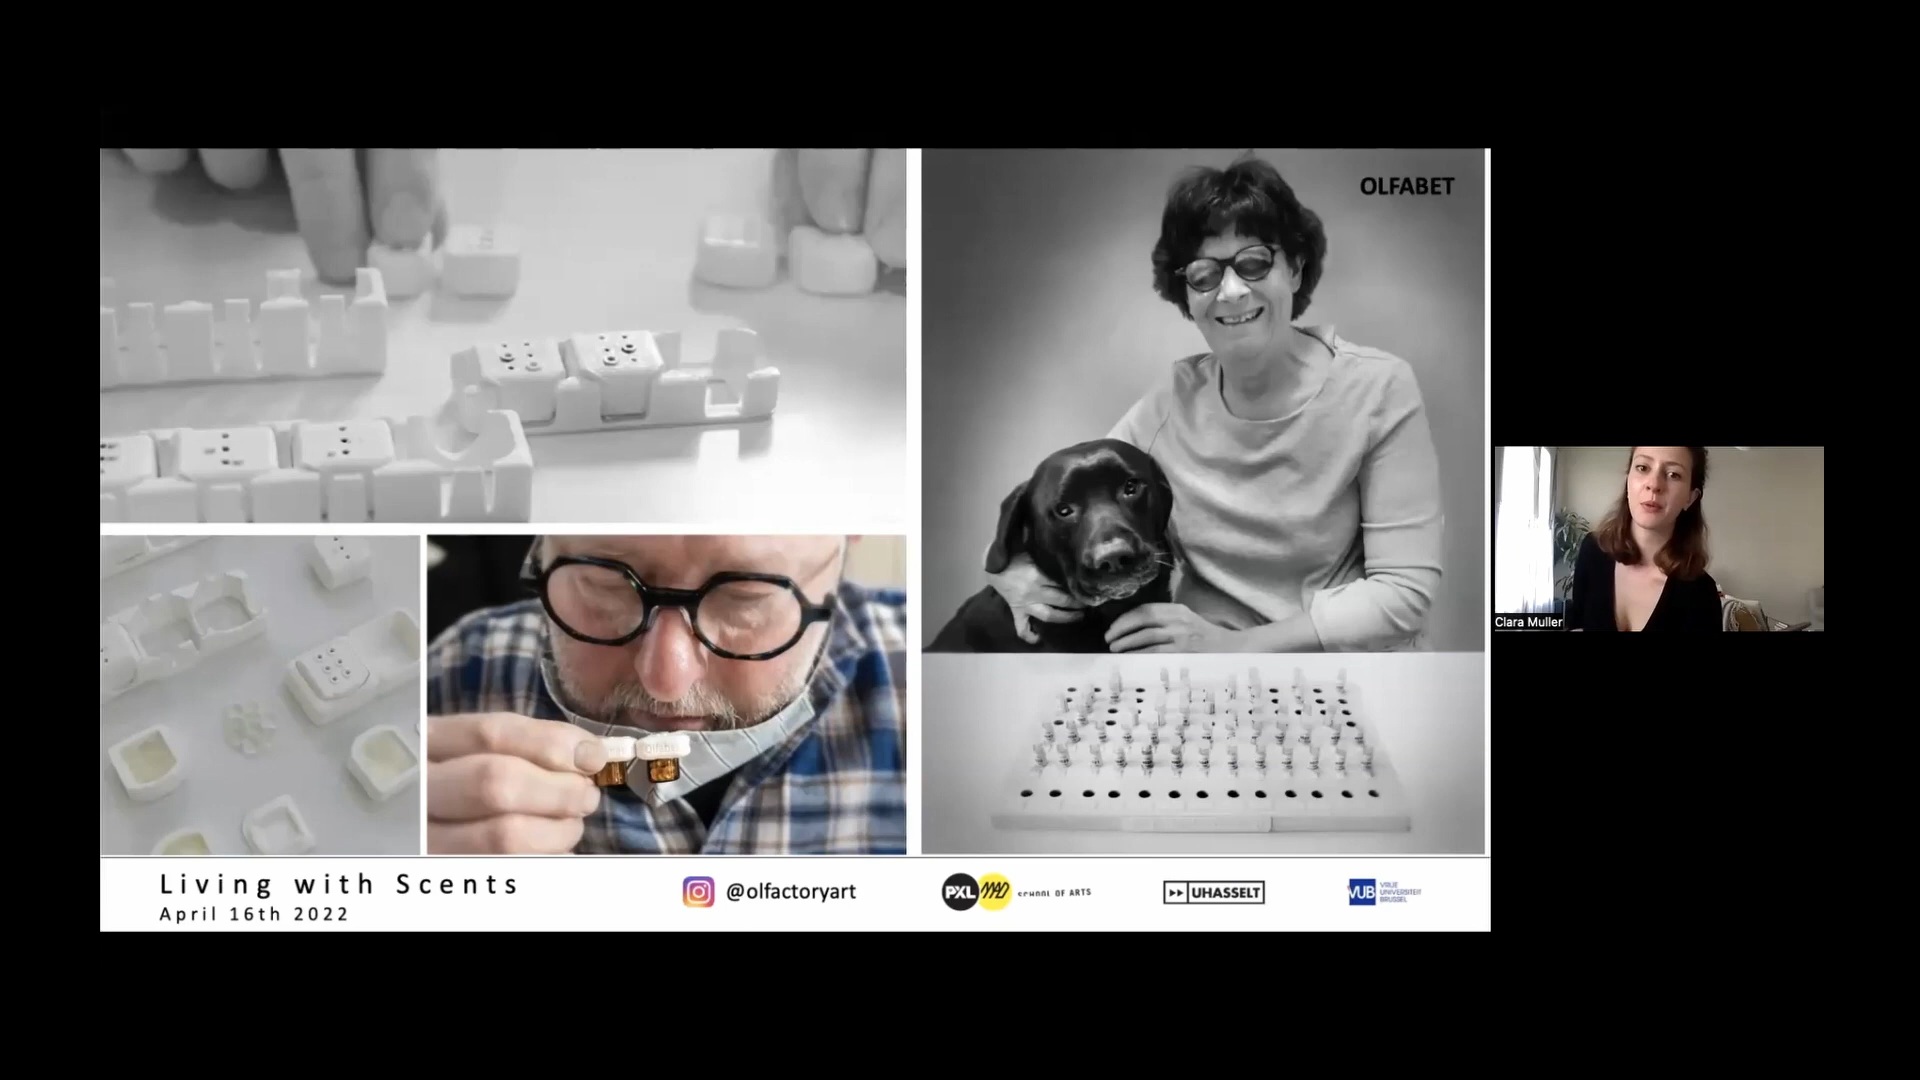 OLFABET
Clara Muller
Olfabet
Living with Scents
April 16th 2022
@olfactoryart
PXL
MAD
SCHOOL OF ARTS
UHASSELT
VUB
VRIJE
UNIVERSITEIT
BRUSSEL